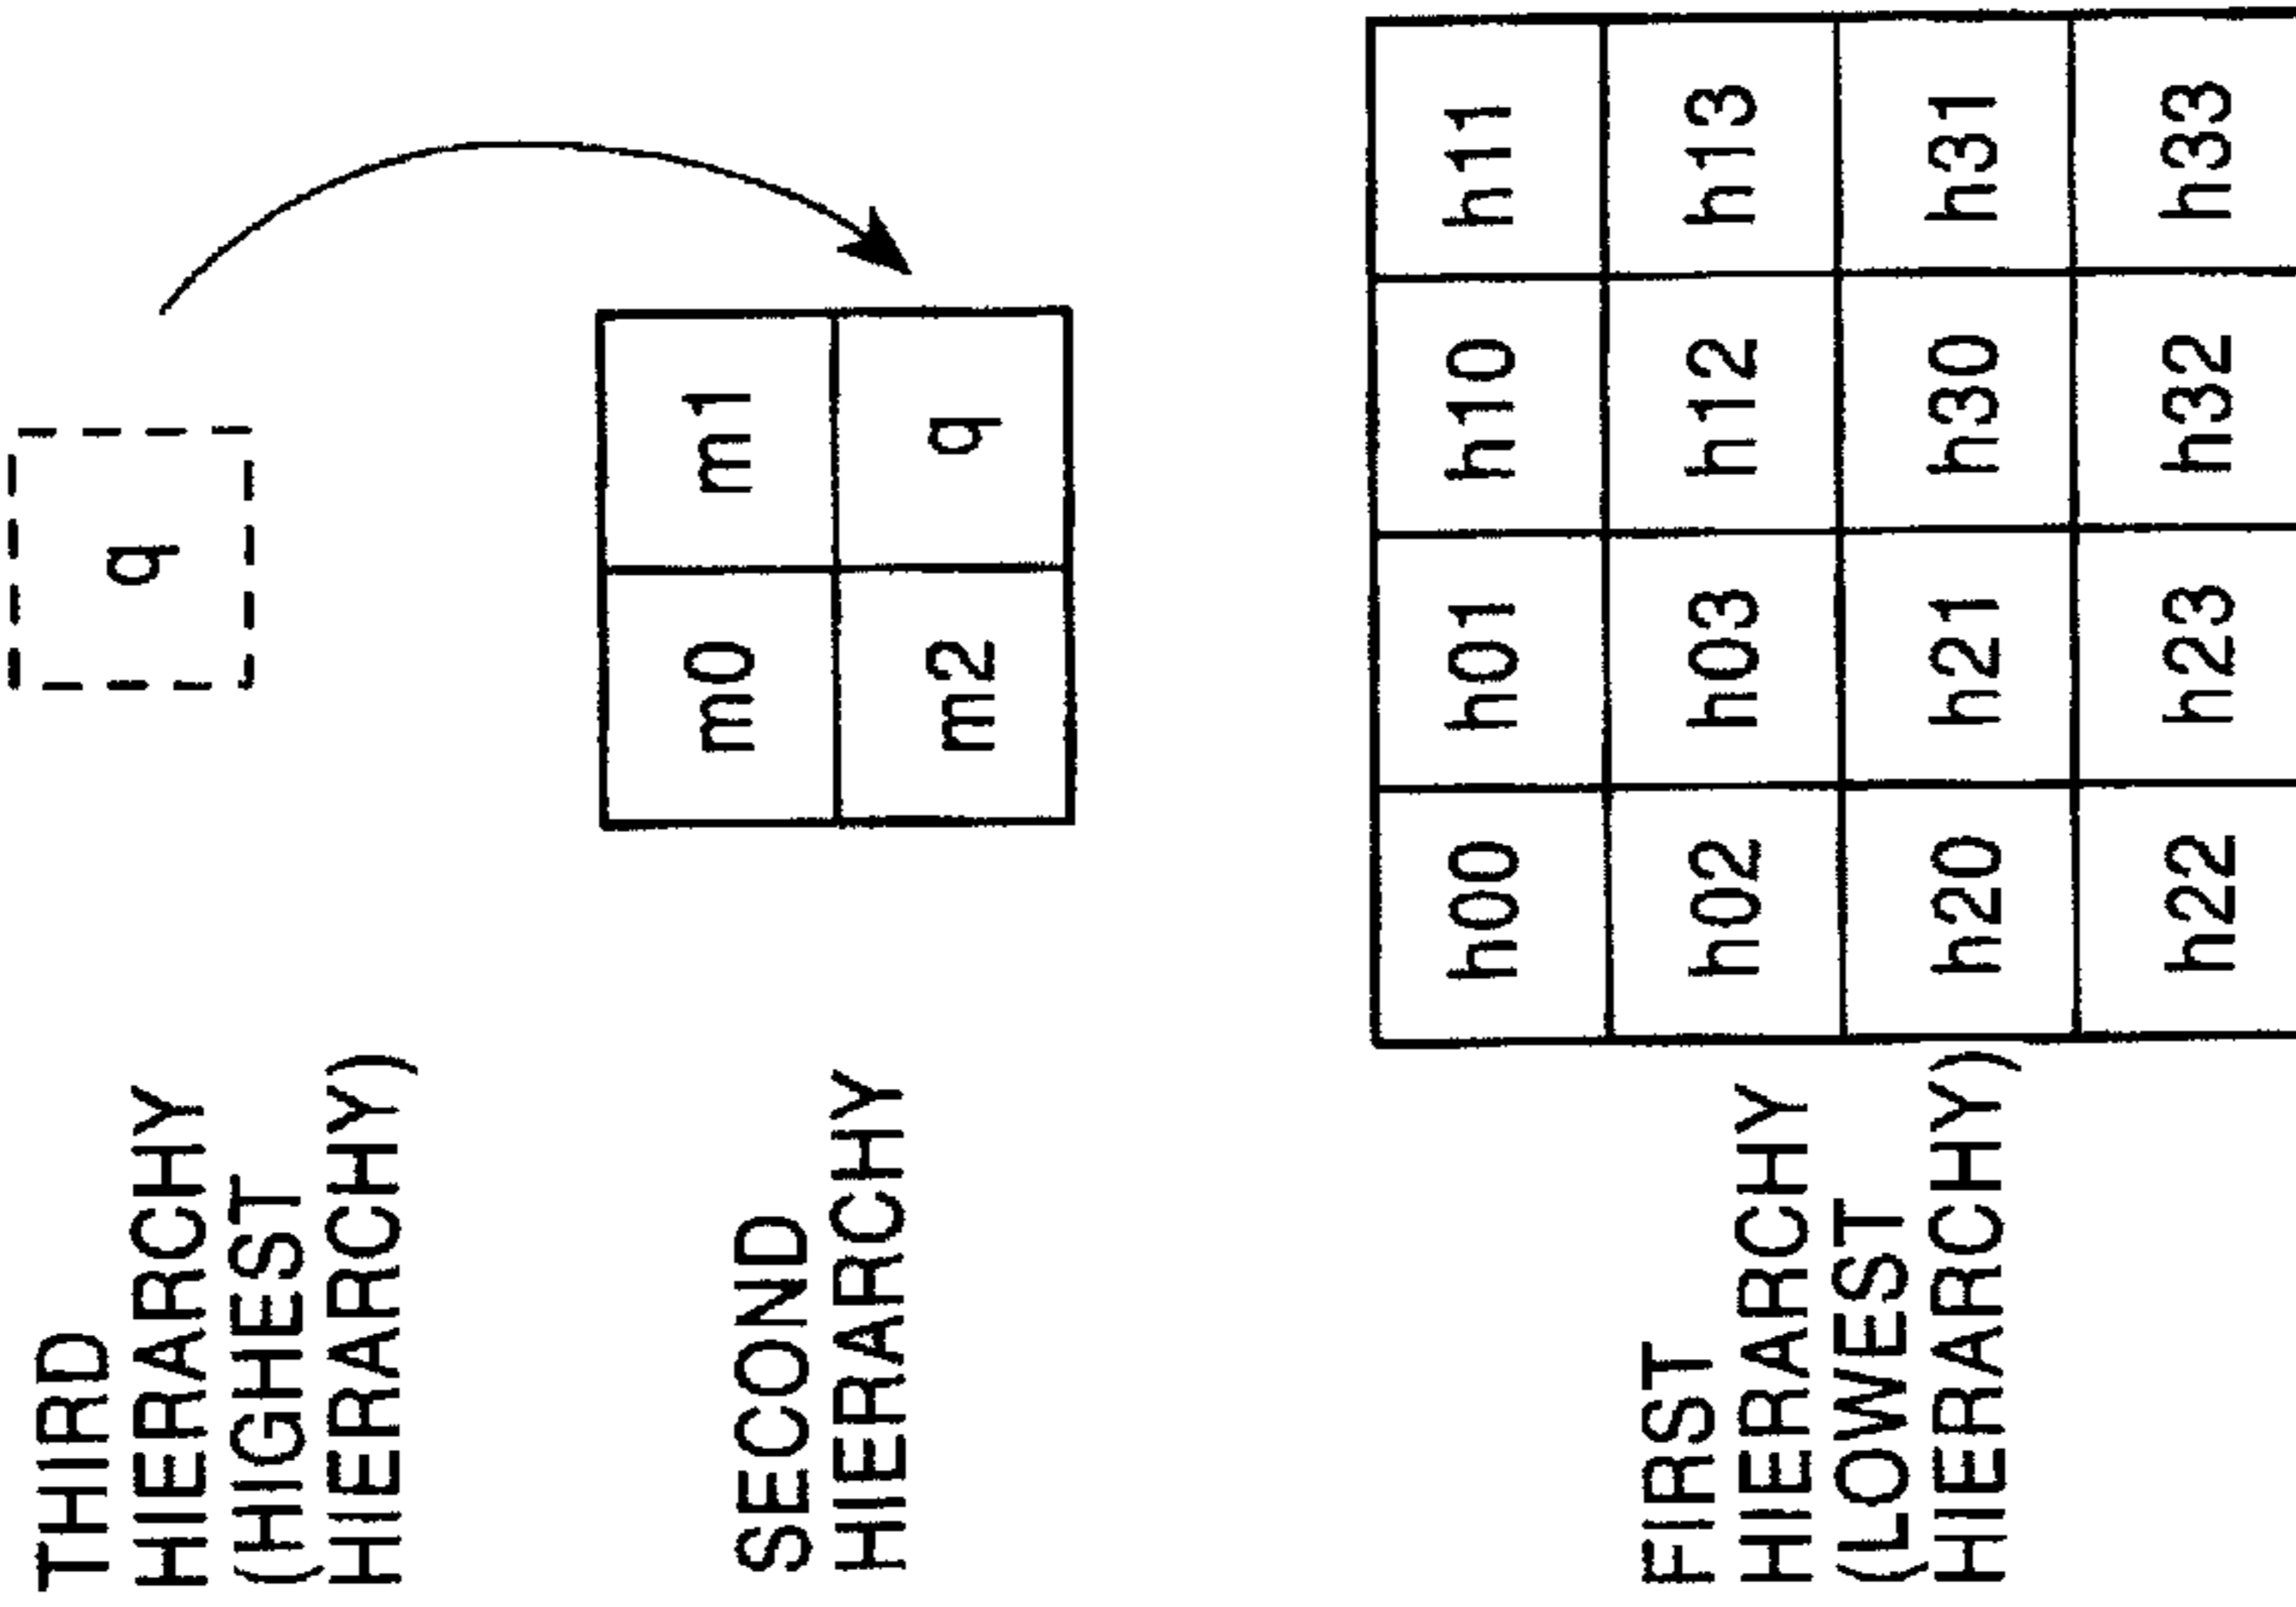 THIRD
HIERARCHY
(HIGHEST
HIERARCHY)
q
SECOND
HIERARCHY
m0 m1
m2 q
FIRST
HIERARCHY
(LOWEST
HIERARCHY)
h00 h01 h10 h11
h02 h03 h12 h13
h20 h21 h30 h31
h22 h23 h32 h33